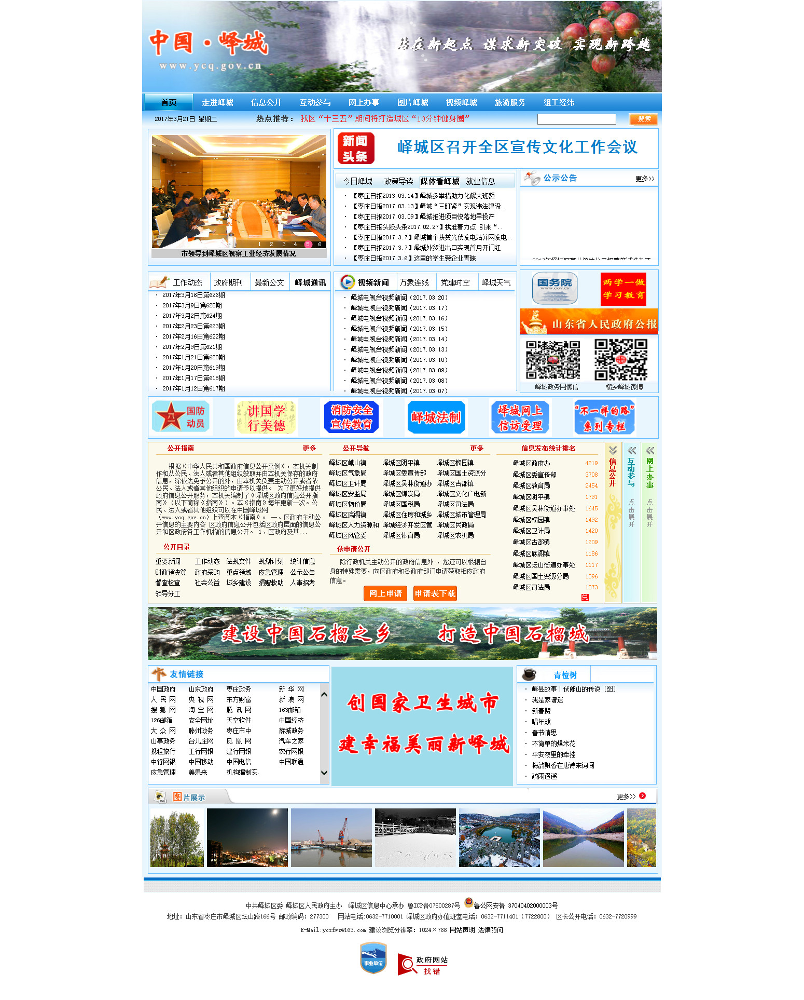 中国·峄城
www.ycq.gov.cn
站在新起点 谋求新突破 实现新跨越
首页 走进峄城 信息公开 互动参与 网上办事 图片峄城 视频峄城 旅游服务 组工经纬
2017年3月21日 星期二 热点推荐： 我区“十三五”期间将打造城区“10分钟健身圈” 搜索
新闻
头条
峄城区召开全区宣传文化工作会议
1 2 3 4 5 6
市领导到峄城区视察工业经济发展情况
今日峄城 政策导读 媒体看峄城 就业信息
· 【枣庄日报2013.03.14】峄城多举措助力化解大班额
· 【枣庄日报2017.03.13】峄城“三盯紧”实现违法建设..
· 【枣庄日报2017.03.09】峄城推进项目快落地早投产
· 【枣庄日报头版头条2017.02.27】找准着力点 引来“..
· 【枣庄日报2017.3.7】峄城首个扶贫光伏发电站并网发电..
· 【枣庄日报2017.3.7】峄城外贸进出口实现首月开门红
· 【枣庄日报2017.3.6】这里的学生受企业青睐
公示公告 更多>>
工作动态 政府期刊 最新公文 峄城通讯
· 2017年3月16日第626期
· 2017年3月9日第625期
· 2017年3月2日第624期
· 2017年2月23日第623期
· 2017年2月16日第622期
· 2017年2月9日第621期
· 2017年1月21日第620期
· 2017年1月20日第619期
· 2017年1月17日第618期
· 2017年1月12日第617期
视频新闻 万象连线 党建时空 峄城天气
· 峄城电视台视频新闻（2017.03.20）
· 峄城电视台视频新闻（2017.03.17）
· 峄城电视台视频新闻（2017.03.16）
· 峄城电视台视频新闻（2017.03.15）
· 峄城电视台视频新闻（2017.03.14）
· 峄城电视台视频新闻（2017.03.13）
· 峄城电视台视频新闻（2017.03.10）
· 峄城电视台视频新闻（2017.03.09）
· 峄城电视台视频新闻（2017.03.08）
· 峄城电视台视频新闻（2017.03.07）
国务院
WWW.GOV.CN
两学一做
学习教育
山东省人民政府公报
峄城政务网微信 榴乡峄城微博
国防
动员
讲国学
行美德
消防安全
宣传教育
峄城法制
峄城网上
信访受理
“不一样的路”
系列专栏
公开指南 更多
根据《中华人民共和国政府信息公开条例》，本机关制
作和从公民、法人或者其他组织获取并由本机关保存的政府
信息，除依法免予公开的外，由本机关负责主动公开或者依
公民、法人或者其他组织的申请予以提供。 为了更好地提供
政府信息公开服务，本机关编制了《峄城区政府信息公开指
南》（以下简称《指南》）。本《指南》每年更新一次。公
民、法人或者其他组织可以在中国峄城网
（www.ycq.gov.cn）上查阅本《指南》。 一、区政府主动公
开信息的主要内容 区政府信息公开包括区政府层面的信息公
开和区政府各工作机构的信息公开。 1、区政府及其...
公开目录
重要新闻 工作动态 法规文件 规划计划 统计信息
财政预决算 政府采购 重点领域 应急管理 公示公告
督查检查 社会公益 城乡建设 捐赠救助 人事招考
领导分工
公开导航 更多
峄城区峨山镇 峄城区阴平镇 峄城区榴园镇
峄城区气象局 峄城区委宣传部 峄城区国土资源分
峄城区卫计局 峄城区吴林街道办 峄城区古邵镇
峄城区安监局 峄城区煤炭局 峄城区文化广电新
峄城区物价局 峄城区国税局 峄城区司法局
峄城区底阁镇 峄城区住房和城乡 峄城区城市管理局
峄城区人力资源和 峄城经济开发区管 峄城区民政局
峄城区风管委 峄城区体育局 峄城区农机局
依申请公开
除行政机关主动公开的政府信息外 ，您还可以根据自
身的特殊需要，向区政府和各政府部门申请获取相应政府
信息。
网上申请 申请表下载
信息发布统计排名
峄城区政府办 4219
峄城区委宣传部 3708
峄城区教育局 2454
峄城区阴平镇 1791
峄城区吴林街道办事处 1645
峄城区榴园镇 1492
峄城区卫计局 1420
峄城区古邵镇 1209
峄城区底阁镇 1186
峄城区坛山街道办事处 1117
峄城区国土资源分局 1096
峄城区司法局 1073
总
信息公开
互动参与
点击展开
网上办事
点击展开
建设中国石榴之乡 打造中国石榴城
友情链接
中国政府 山东政府 枣庄政务 新 华 网
人 民 网 央 视 网 东方财富 新 浪 网
搜 狐 网 淘 宝 网 腾 讯 网 163邮箱
126邮箱 安全网址 天空软件 中国经济
大 众 网 滕州政务 枣庄市中 薛城政务
山亭政务 台儿庄网 凤 凰 网 汽车之家
携程旅行 工行网银 建行网银 农行网银
中行网银 中国移动 中国电信 中国联通
应急管理 美果来 机构编制实.
创国家卫生城市
建幸福美丽新峄城
青檀树
· 峄县故事丨伏郎山的传说 [图]
· 我是家谱迷
· 新春赞
· 唱年戏
· 春节情思
· 不简单的爆米花
· 平安夜里的牵挂
· 梅韵飘香在唐诗宋词间
· 疏雨迢遥
PNG 图片展示 更多>>
中共峄城区委 峄城区人民政府主办 峄城区信息中心承办 鲁ICP备07500287号 鲁公网安备 37040402000003号
地址：山东省枣庄市峄城区坛山路166号 邮政编码：277300 网站电话:0632-7710001 峄城区政府办值班室电话：0632-7711401（7722800） 区长公开电话：0632-7720999
E-Mail:yczfwz@163.com 建议浏览分辨率：1024×768 网站声明 法律顾问
事业单位
政府网站
找错